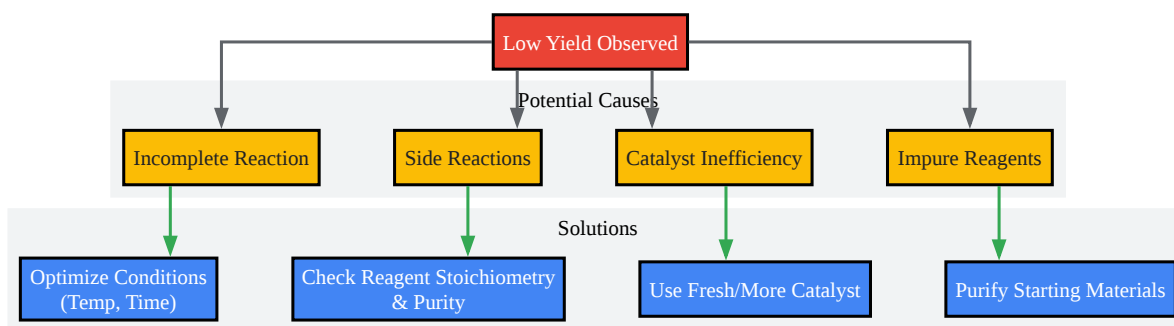 Low Yield Observed
Potential Causes
Incomplete Reaction
Side Reactions
Catalyst Inefficiency
Impure Reagents
Solutions
Optimize Conditions
(Temp, Time)
Check Reagent Stoichiometry
& Purity
Use Fresh/More Catalyst
Purify Starting Materials